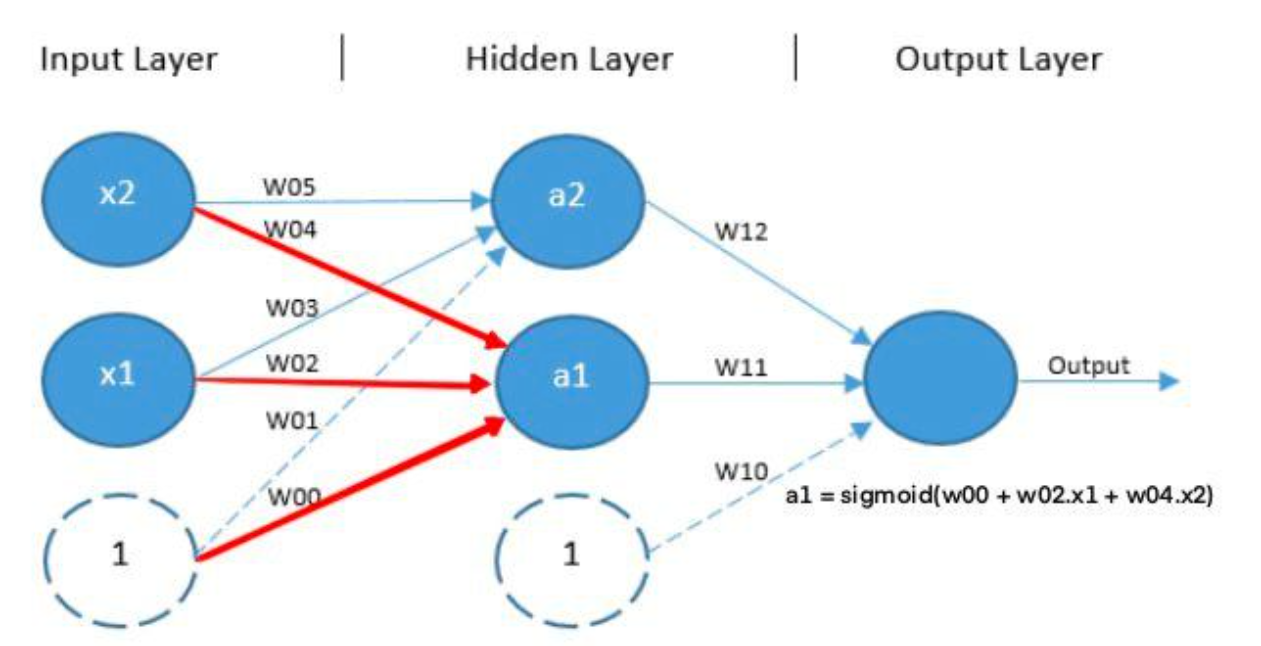 Input Layer | Hidden Layer | Output Layer
x2
W05
a2
W04
W12
W03
x1
W02
a1
W11
Output
W01
W10
W00
a1 = sigmoid(w00 + w02.x1 + w04.x2)
1
1